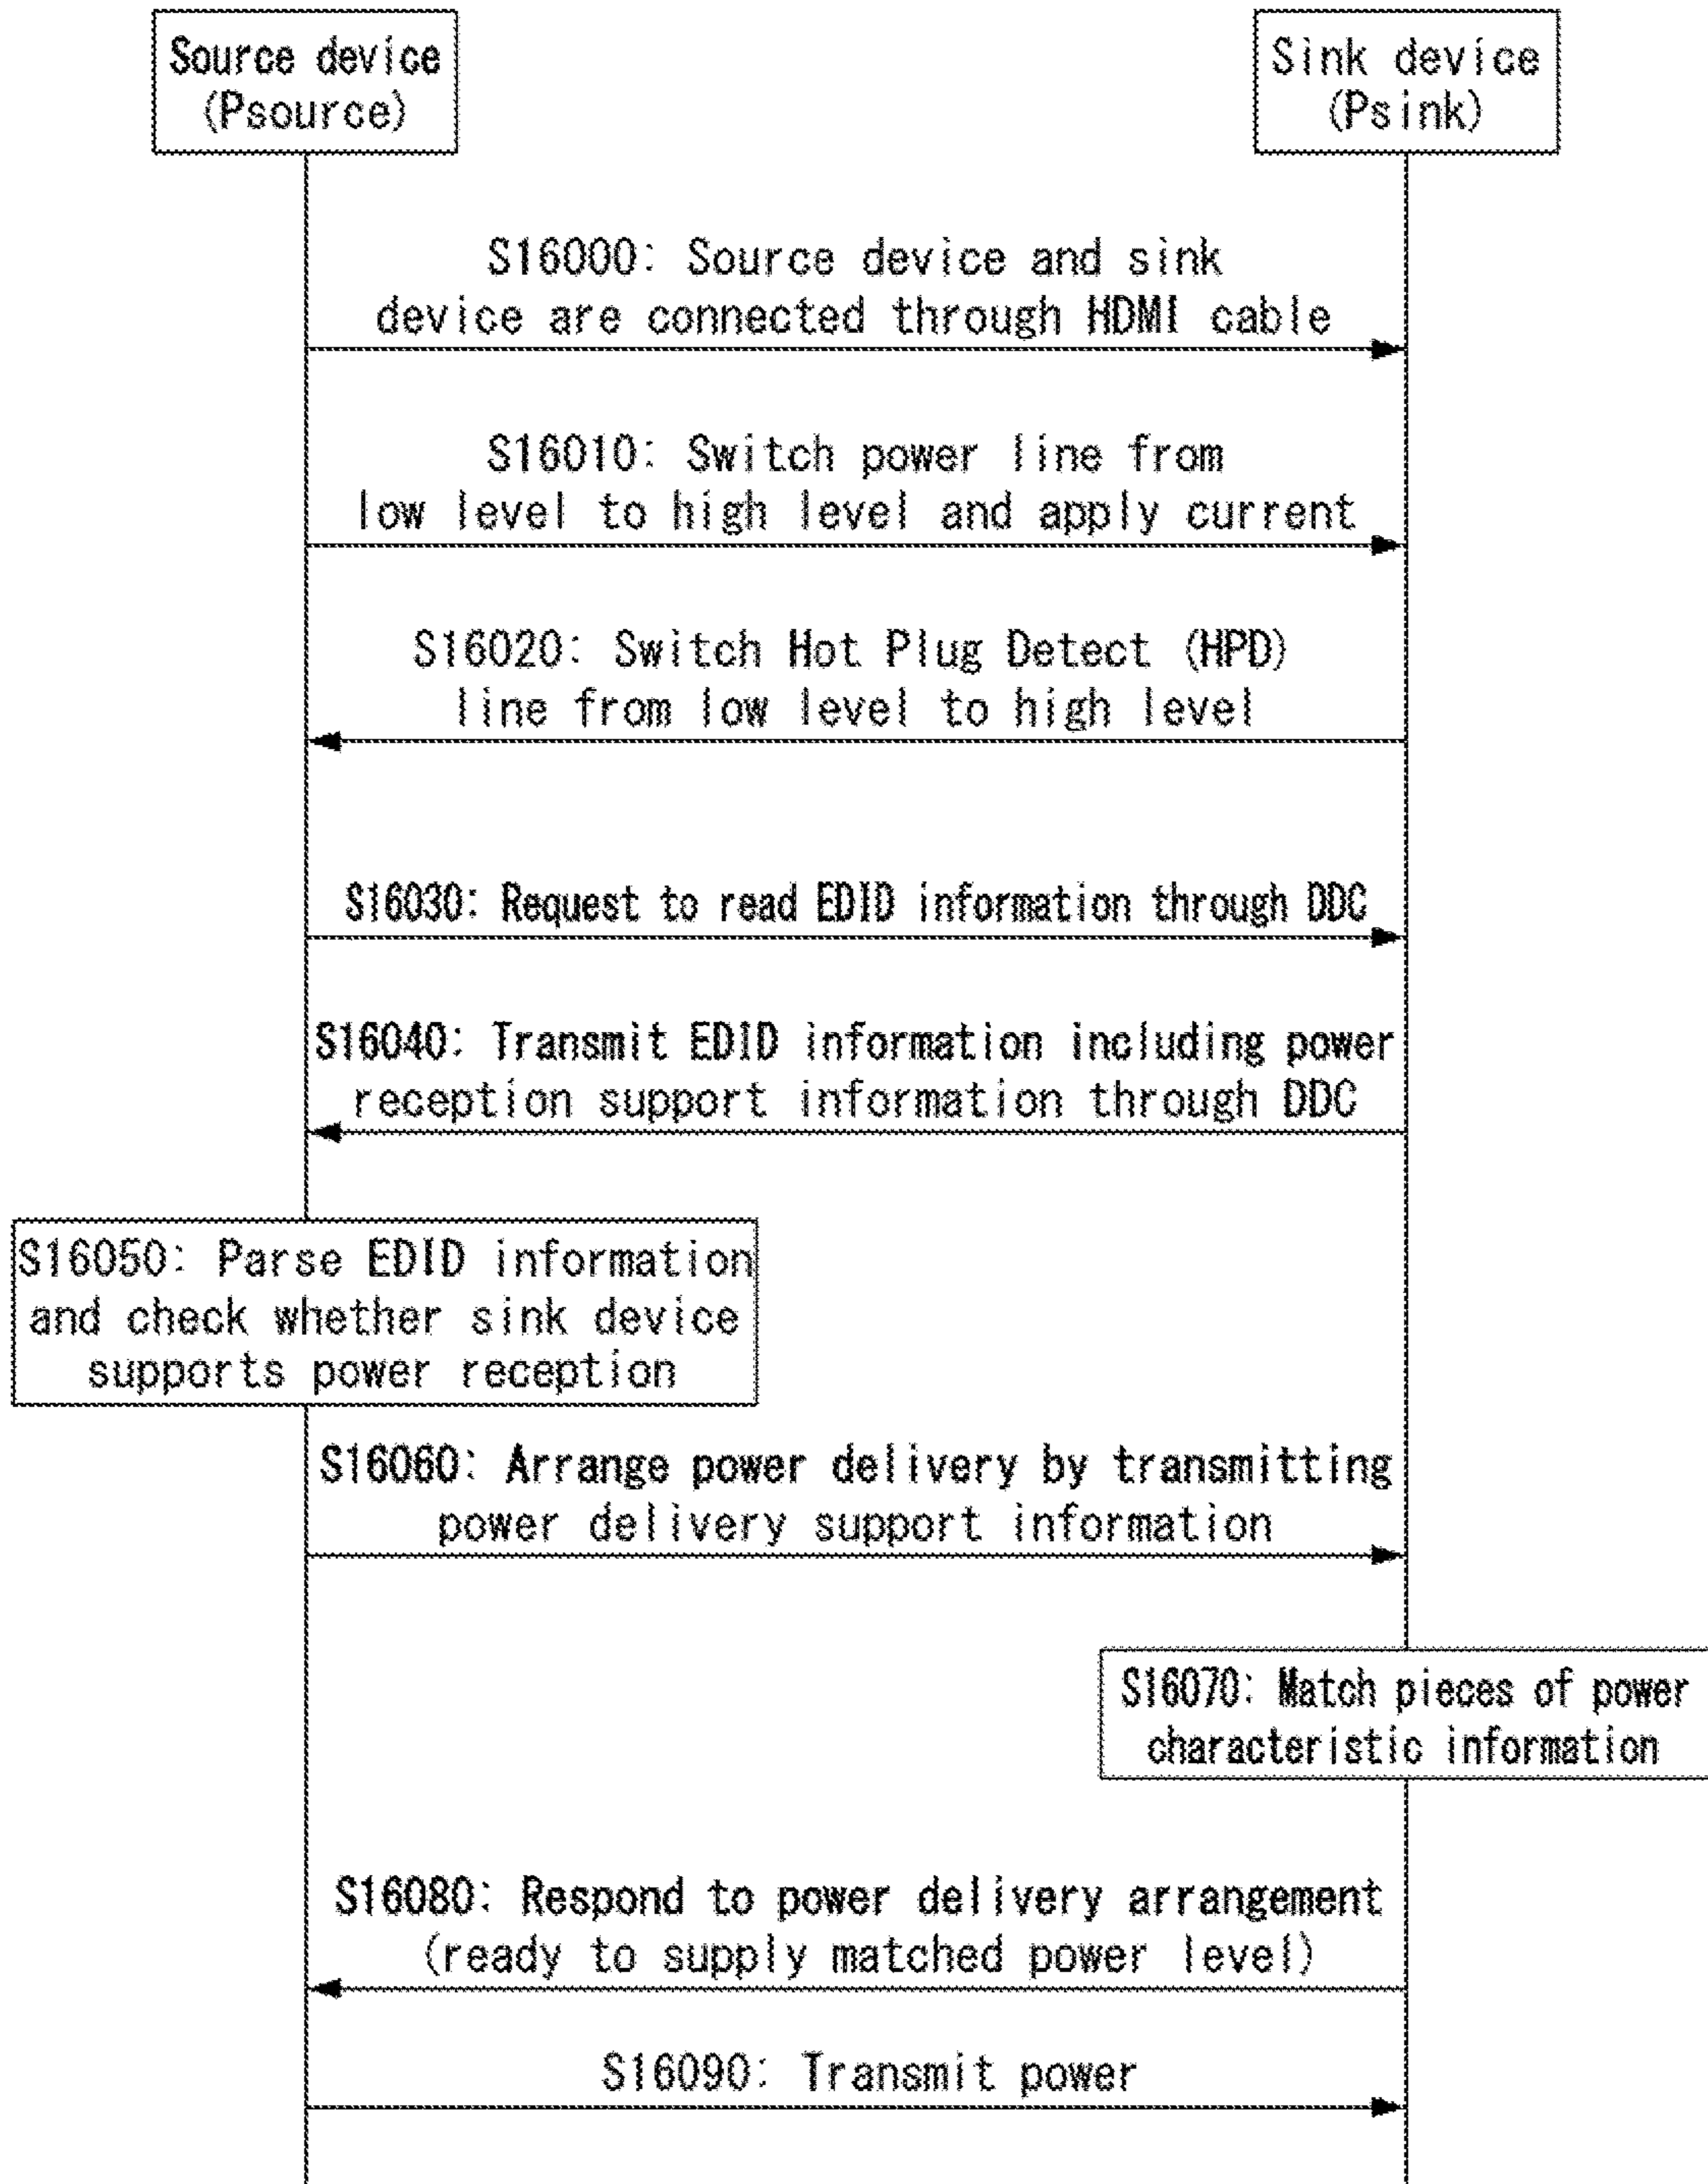 Source device
(Psource)
Sink device
(Psink)
S16000: Source device and sink
device are connected through HDMI cable
S16010: Switch power line from
low level to high level and apply current
S16020: Switch Hot Plug Detect (HPD)
line from low level to high level
S16030: Request to read EDID information through DDC
S16040: Transmit EDID information including power
reception support information through DDC
S16050: Parse EDID information
and check whether sink device
supports power reception
S16060: Arrange power delivery by transmitting
power delivery support information
S16070: Match pieces of power
characteristic information
S16080: Respond to power delivery arrangement
(ready to supply matched power level)
S16090: Transmit power